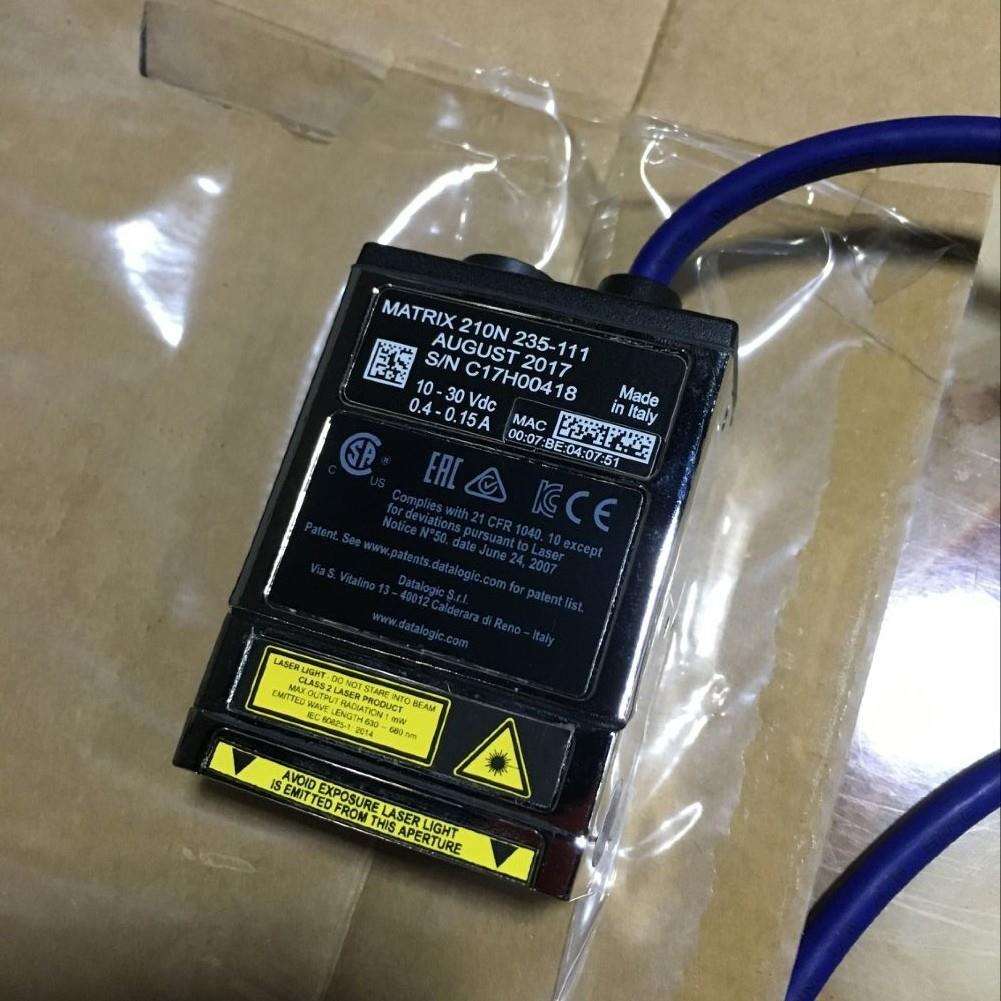 MATRIX 210N 235-111
AUGUST 2017
S/N C17H00418
10 - 30 Vdc
0.4 - 0.15 A
Made
in Italy
MAC
00:07:BE:04:07:51
CSA ®
C US
EAC
CE
Complies with 21 CFR 1040. 10 except
for deviations pursuant to Laser
Notice N°50. date June 24, 2007
Patent. See www.patents.datalogic.com for patent list.
Datalogic S.r.l.
Via S. Vitalino 13 – 40012 Calderara di Reno – Italy
www.datalogic.com
LASER LIGHT - DO NOT STARE INTO BEAM
CLASS 2 LASER PRODUCT
MAX OUTPUT RADIATION 1 mW
EMITTED WAVE LENGTH 630 – 680 nm
IEC 60825-1 2014
AVOID EXPOSURE LASER LIGHT
IS EMITTED FROM THIS APERTURE